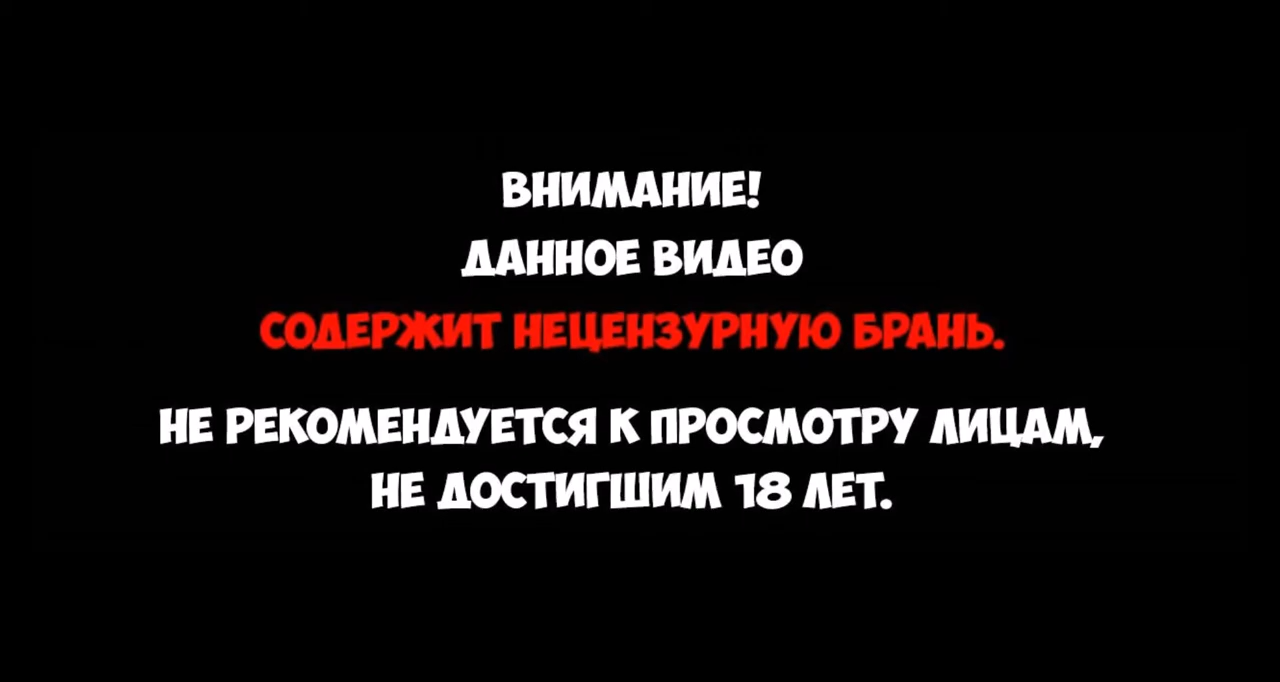 ВНИМАНИЕ!
ДАННОЕ ВИДЕО
СОДЕРЖИТ НЕЦЕНЗУРНУЮ БРАНЬ.
НЕ РЕКОМЕНДУЕТСЯ К ПРОСМОТРУ ЛИЦАМ,
НЕ ДОСТИГШИМ 18 ЛЕТ.